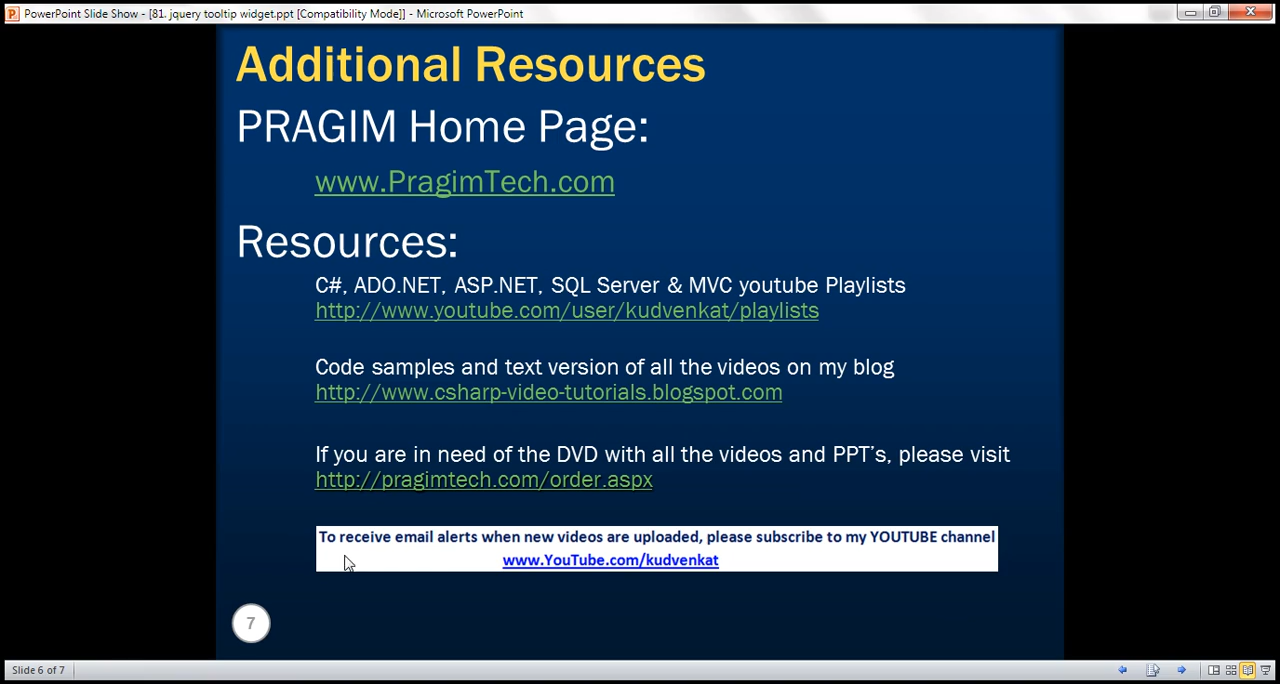 PowerPoint Slide Show - [81. jquery tooltip widget.ppt [Compatibility Mode]] - Microsoft PowerPoint
Additional Resources
PRAGIM Home Page:
www.PragimTech.com
Resources:
C#, ADO.NET, ASP.NET, SQL Server & MVC youtube Playlists
http://www.youtube.com/user/kudvenkat/playlists
Code samples and text version of all the videos on my blog
http://www.csharp-video-tutorials.blogspot.com
If you are in need of the DVD with all the videos and PPT’s, please visit
http://pragimtech.com/order.aspx
To receive email alerts when new videos are uploaded, please subscribe to my YOUTUBE channel
www.YouTube.com/kudvenkat
7
Slide 6 of 7